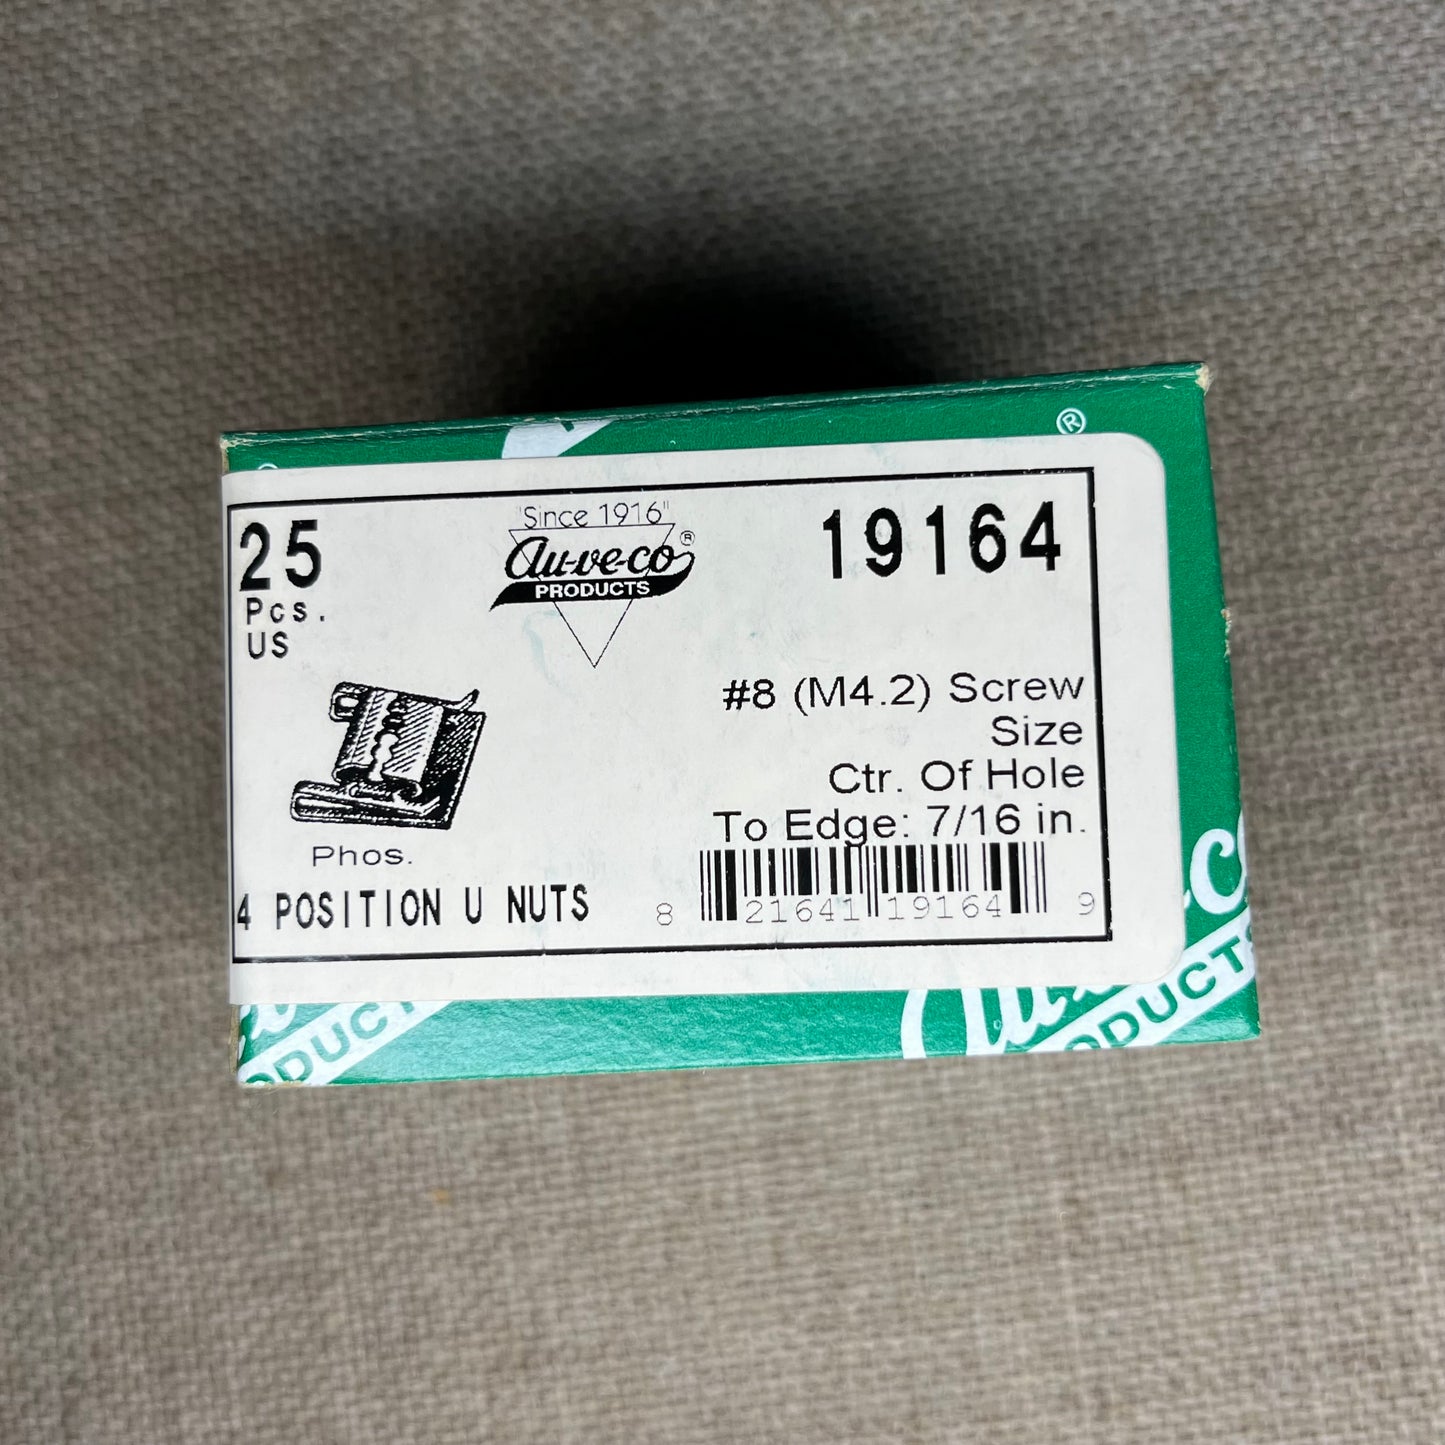 ®
25
Pcs.
US
"Since 1916"
Au-ve-co®
PRODUCTS
19164
#8 (M4.2) Screw
Size
Ctr. Of Hole
To Edge: 7/16 in.
Phos.
4 POSITION U NUTS
8 21641 19164 9
PRODUCTS